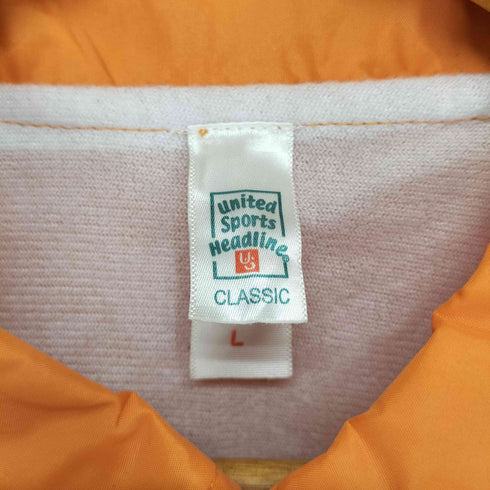 United
Sports
Headline®
US
CLASSIC
L